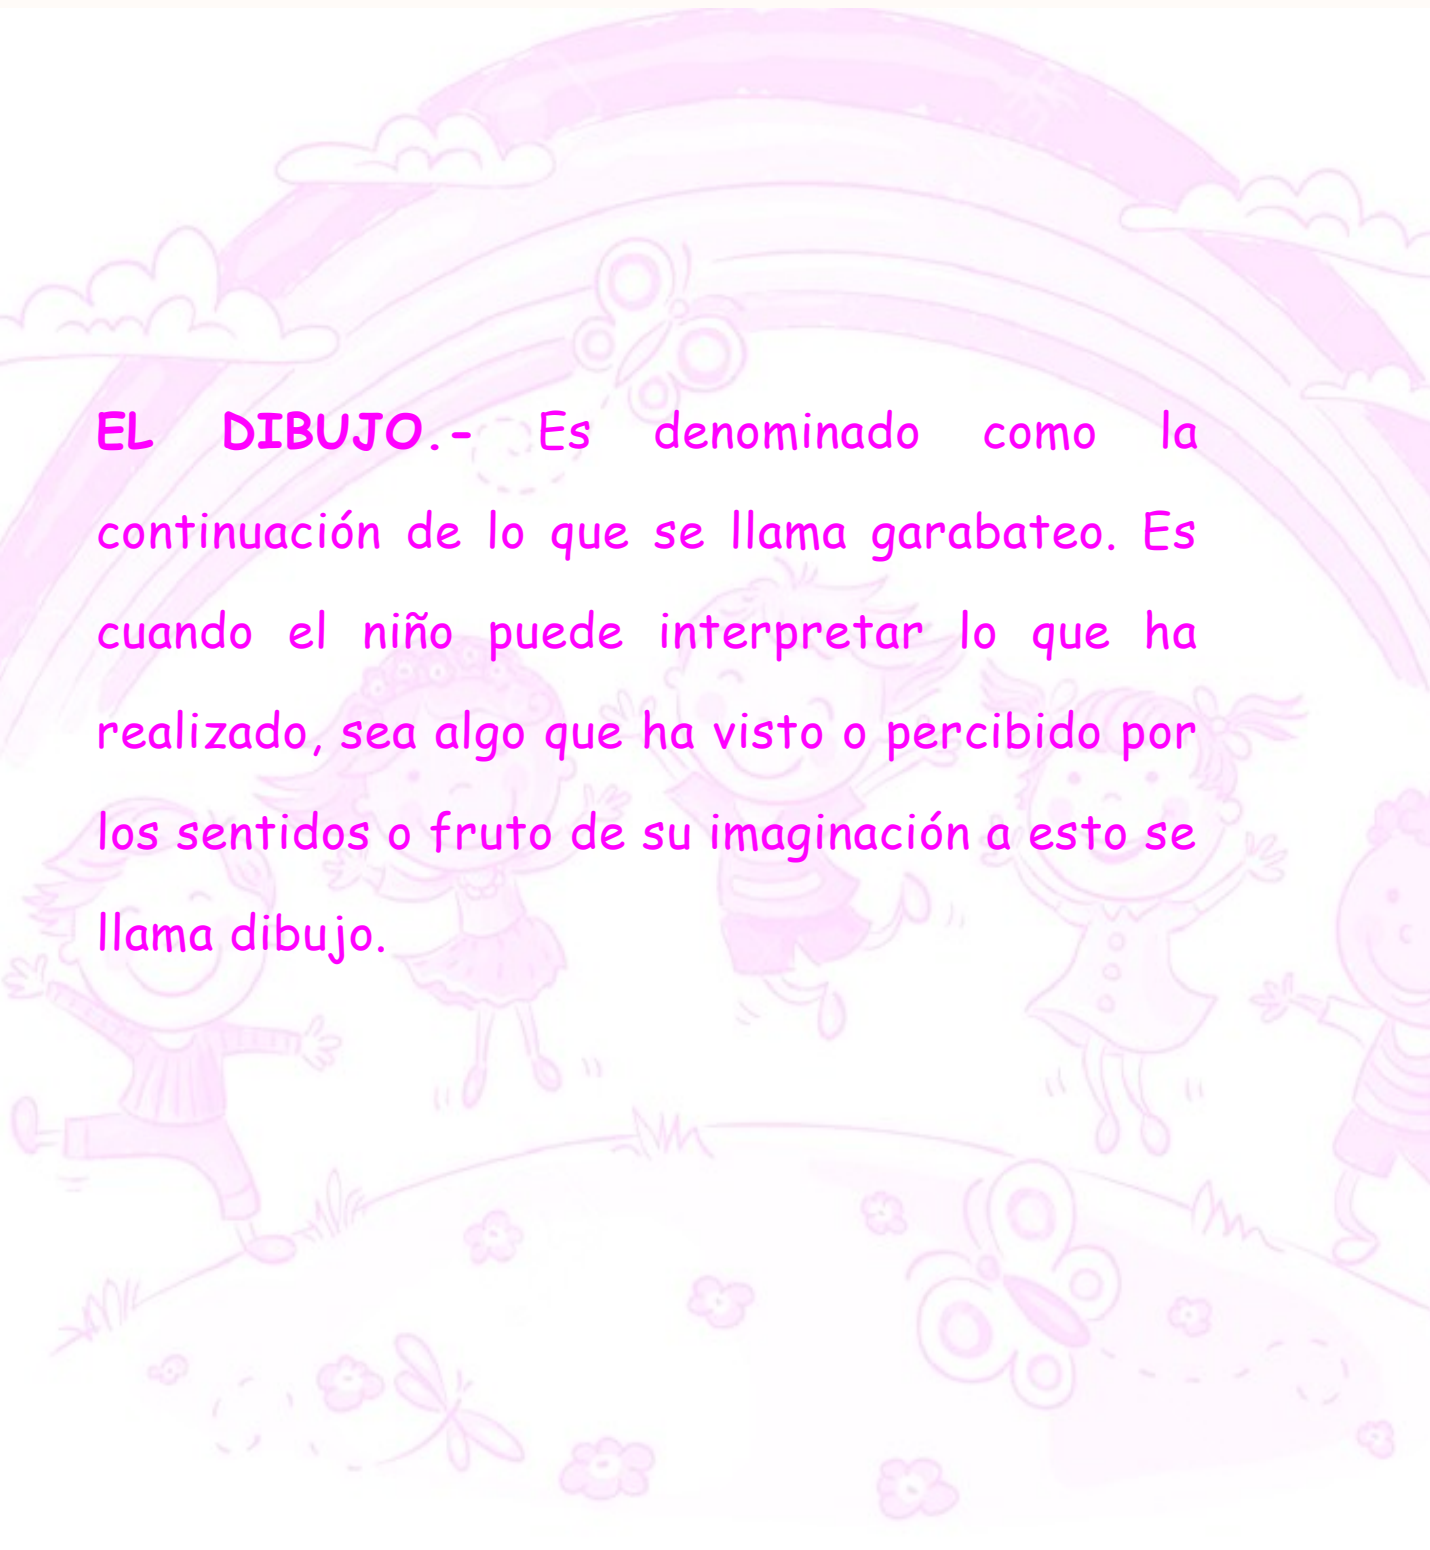 EL DIBUJO.- Es denominado como la
continuación de lo que se llama garabateo. Es
cuando el niño puede interpretar lo que ha
realizado, sea algo que ha visto o percibido por
los sentidos o fruto de su imaginación a esto se
llama dibujo.